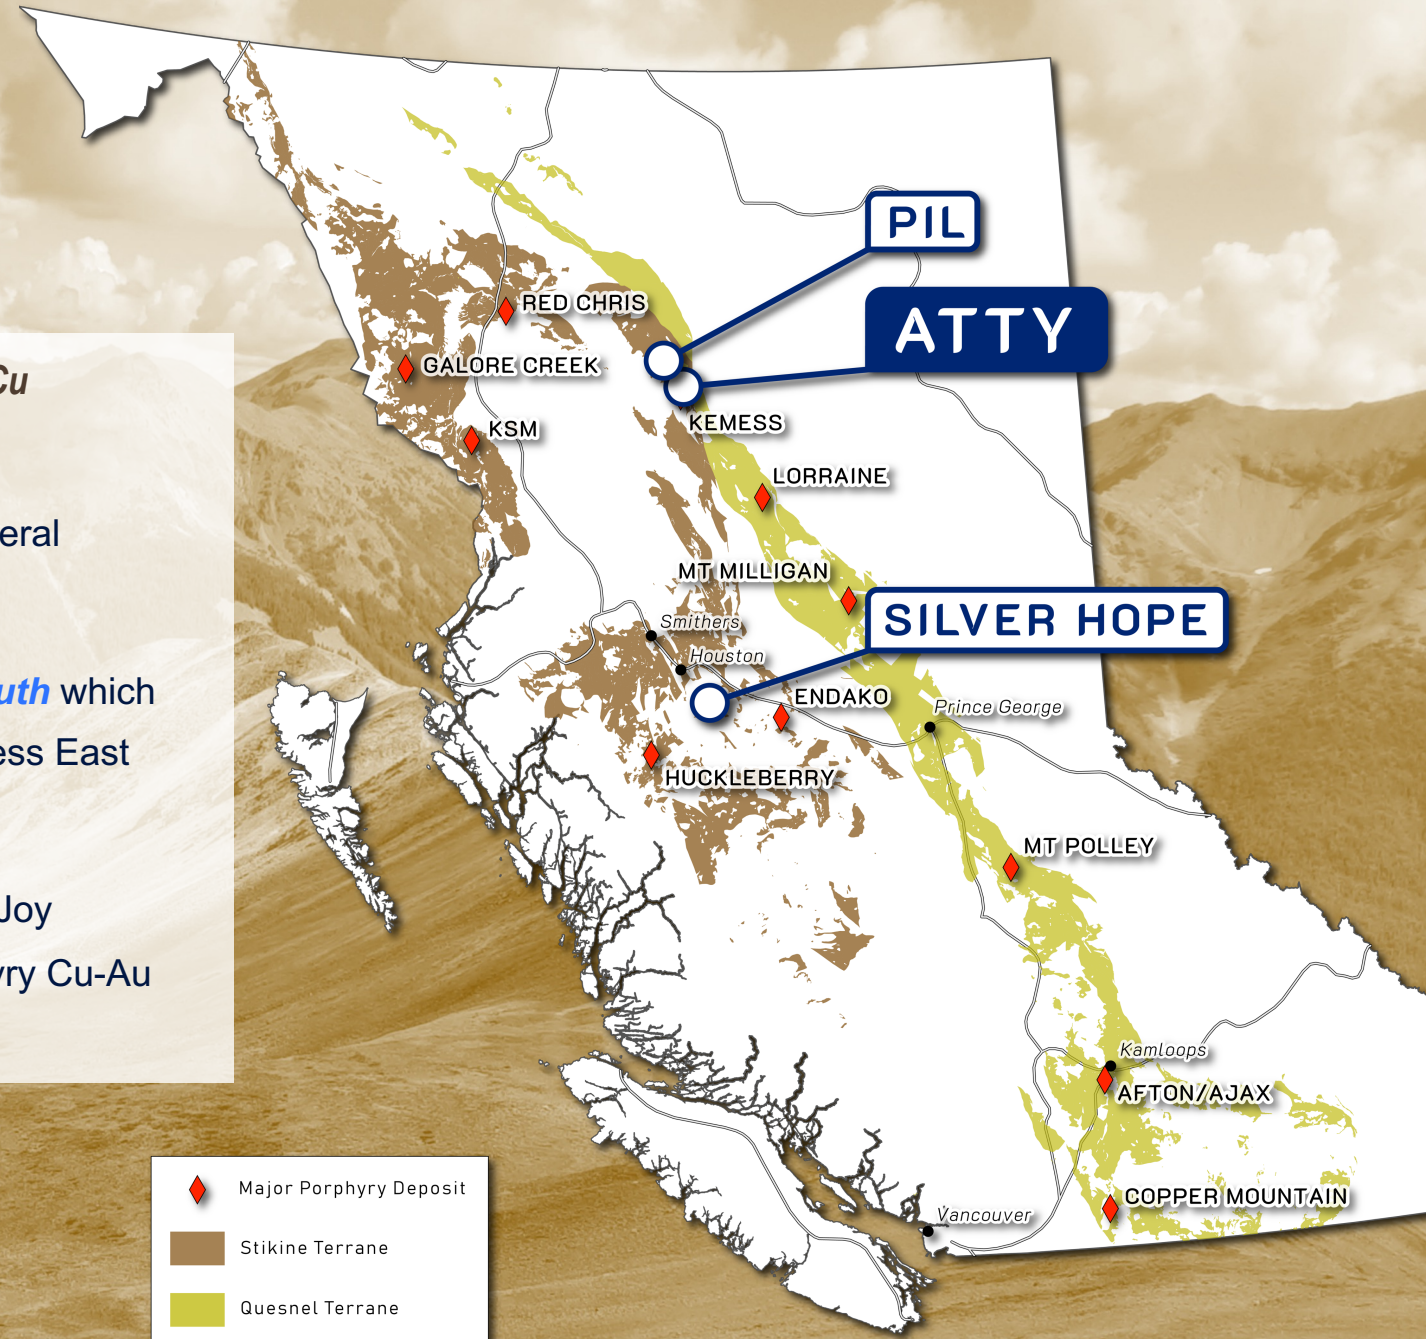 PIL
ATTY
RED CHRIS
GALORE CREEK
KEMESS
KSM
LORRAINE
MT MILLIGAN
SILVER HOPE
Smithers
Houston
ENDAKO
Prince George
HUCKLEBERRY
MT POLLEY
Kamloops
AFTON/AJAX
COPPER MOUNTAIN
Vancouver
Cu
eral
uth which
ess East
Joy
yry Cu-Au
Major Porphyry Deposit
Stikine Terrane
Quesnel Terrane